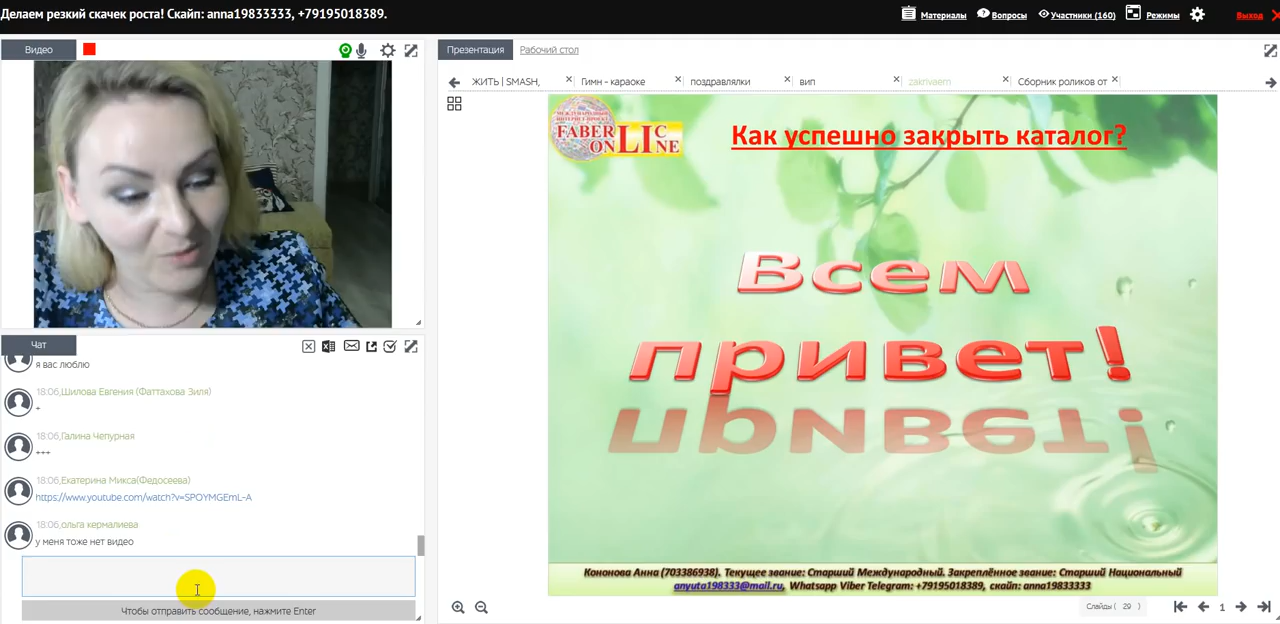 Делаем резкий скачек роста! Скайп: anna19833333, +79195018389.
Материалы
Вопросы
Участники (160)
Режимы
Выход
Видео
Презентация
Рабочий стол
ЖИТЬ | SMASH,
Гимн - караоке
поздравлялки
вип
zakrivaem
Сборник роликов от
МЕЖДУНАРОДНЫЙ
ИНТЕРНЕТ-ПРОЕКТ
FABERLIC
ONLINE
Как успешно закрыть каталог?
Всем
привет!
Чат
я вас люблю
18:06,Шилова Евгения (Фаттахова Зиля)
+
18:06,Галина Чепурная
+++
18:06,Екатерина Микса(Федосеева)
https://www.youtube.com/watch?v=SPOYMGEmL-A
18:06,ольга кермалиева
у меня тоже нет видео
Чтобы отправить сообщение, нажмите Enter
Кононова Анна (703386938). Текущее звание: Старший Международный. Закреплённое звание: Старший Национальный
anyuta198333@mail.ru, Whatsapp Viber Telegram: +79195018389, скайп: anna19833333
Слайды ( 29 )
1